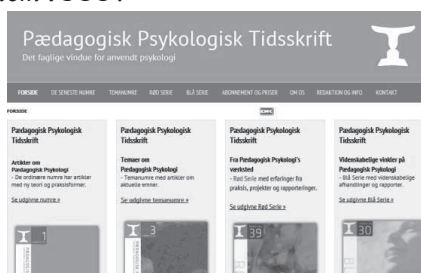 Pædagogisk Psykologisk Tidsskrift
Det faglige vindue for anvendt psykologi
FORSIDE DE SENESTE NUMRE TEMANUMRE RØD SERIE BLÅ SERIE ABONNEMENT OG PRISER OM OS REDAKTION OG INFO KONTAKT
FORSIDE
Pædagogisk Psykologisk
Tidsskrift
Artikler om
Pædagogisk Psykologi
- De ordinære numre har artikler
med ny teori og praksisformer.
Se udgivne numre »
1
Pædagogisk Psykologisk
Tidsskrift
Temaer om
Pædagogisk Psykologi
- Temanumre med artikler om
aktuelle emner.
Se udgivne temanumre »
3
Pædagogisk Psykologisk
Tidsskrift
Fra Pædagogisk Psykologi's
værksted
- Rød Serie med erfaringer fra
praksis, projekter og rapporteringer.
Se udgivne Rød Serie »
39
Pædagogisk Psykologisk
Tidsskrift
Videnskabelige vinkler på
Pædagogisk Psykologi
- Blå Serie med videnskabelige
afhandlinger og rapporter.
Se udgivne Blå Serie »
30